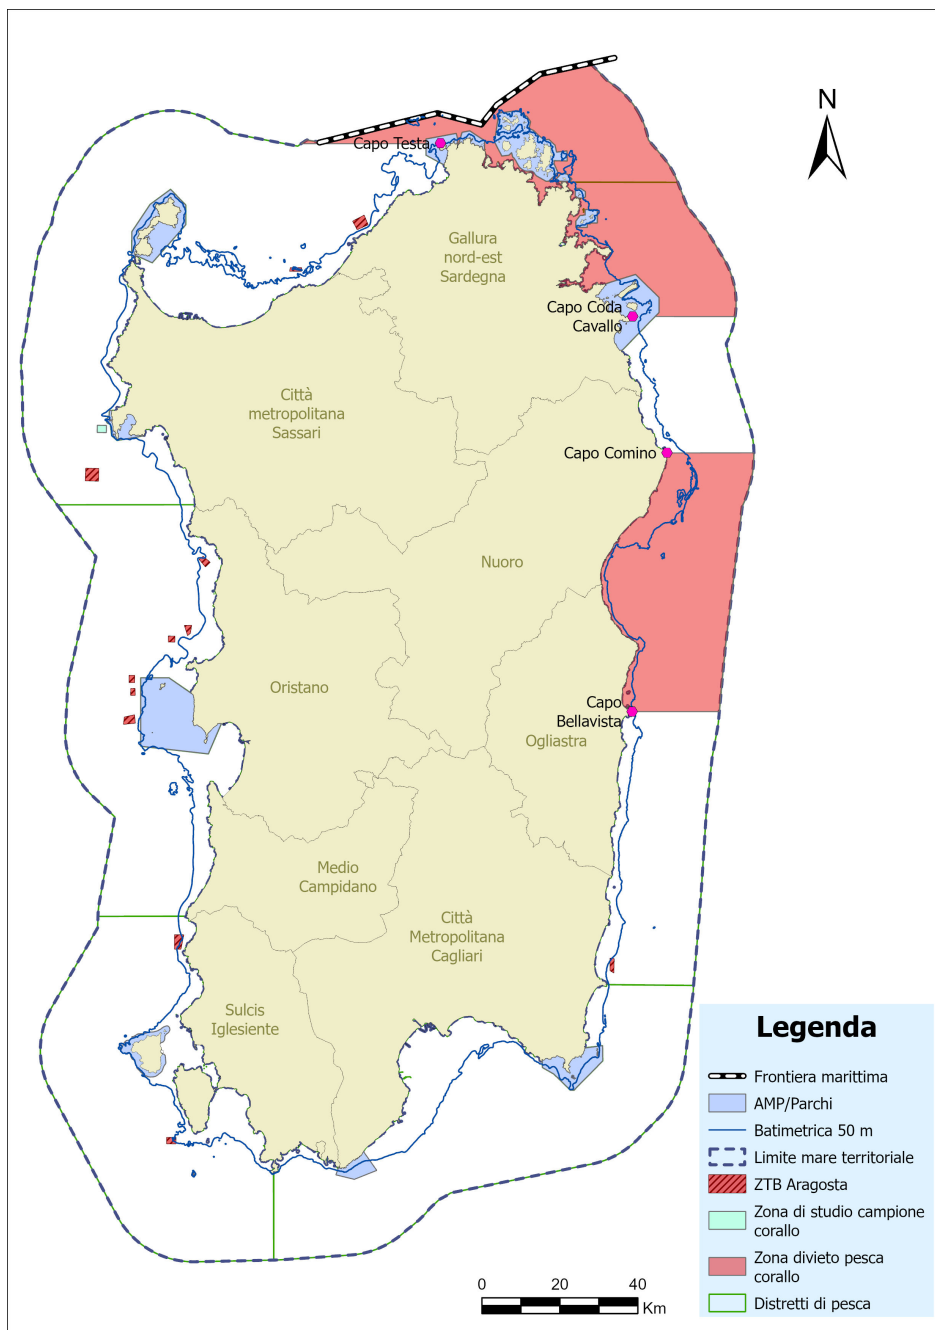 N
Capo Testa
Gallura
nord-est
Sardegna
Capo Coda
Cavallo
Città
metropolitana
Sassari
Capo Comino
Nuoro
Oristano
Capo
Bellavista
Ogliastra
Medio
Campidano
Città
Metropolitana
Cagliari
Sulcis
Iglesiente
Legenda
Frontiera marittima
AMP/Parchi
Batimetrica 50 m
Limite mare territoriale
ZTB Aragosta
Zona di studio campione
corallo
Zona divieto pesca
corallo
Distretti di pesca
0 20 40
Km